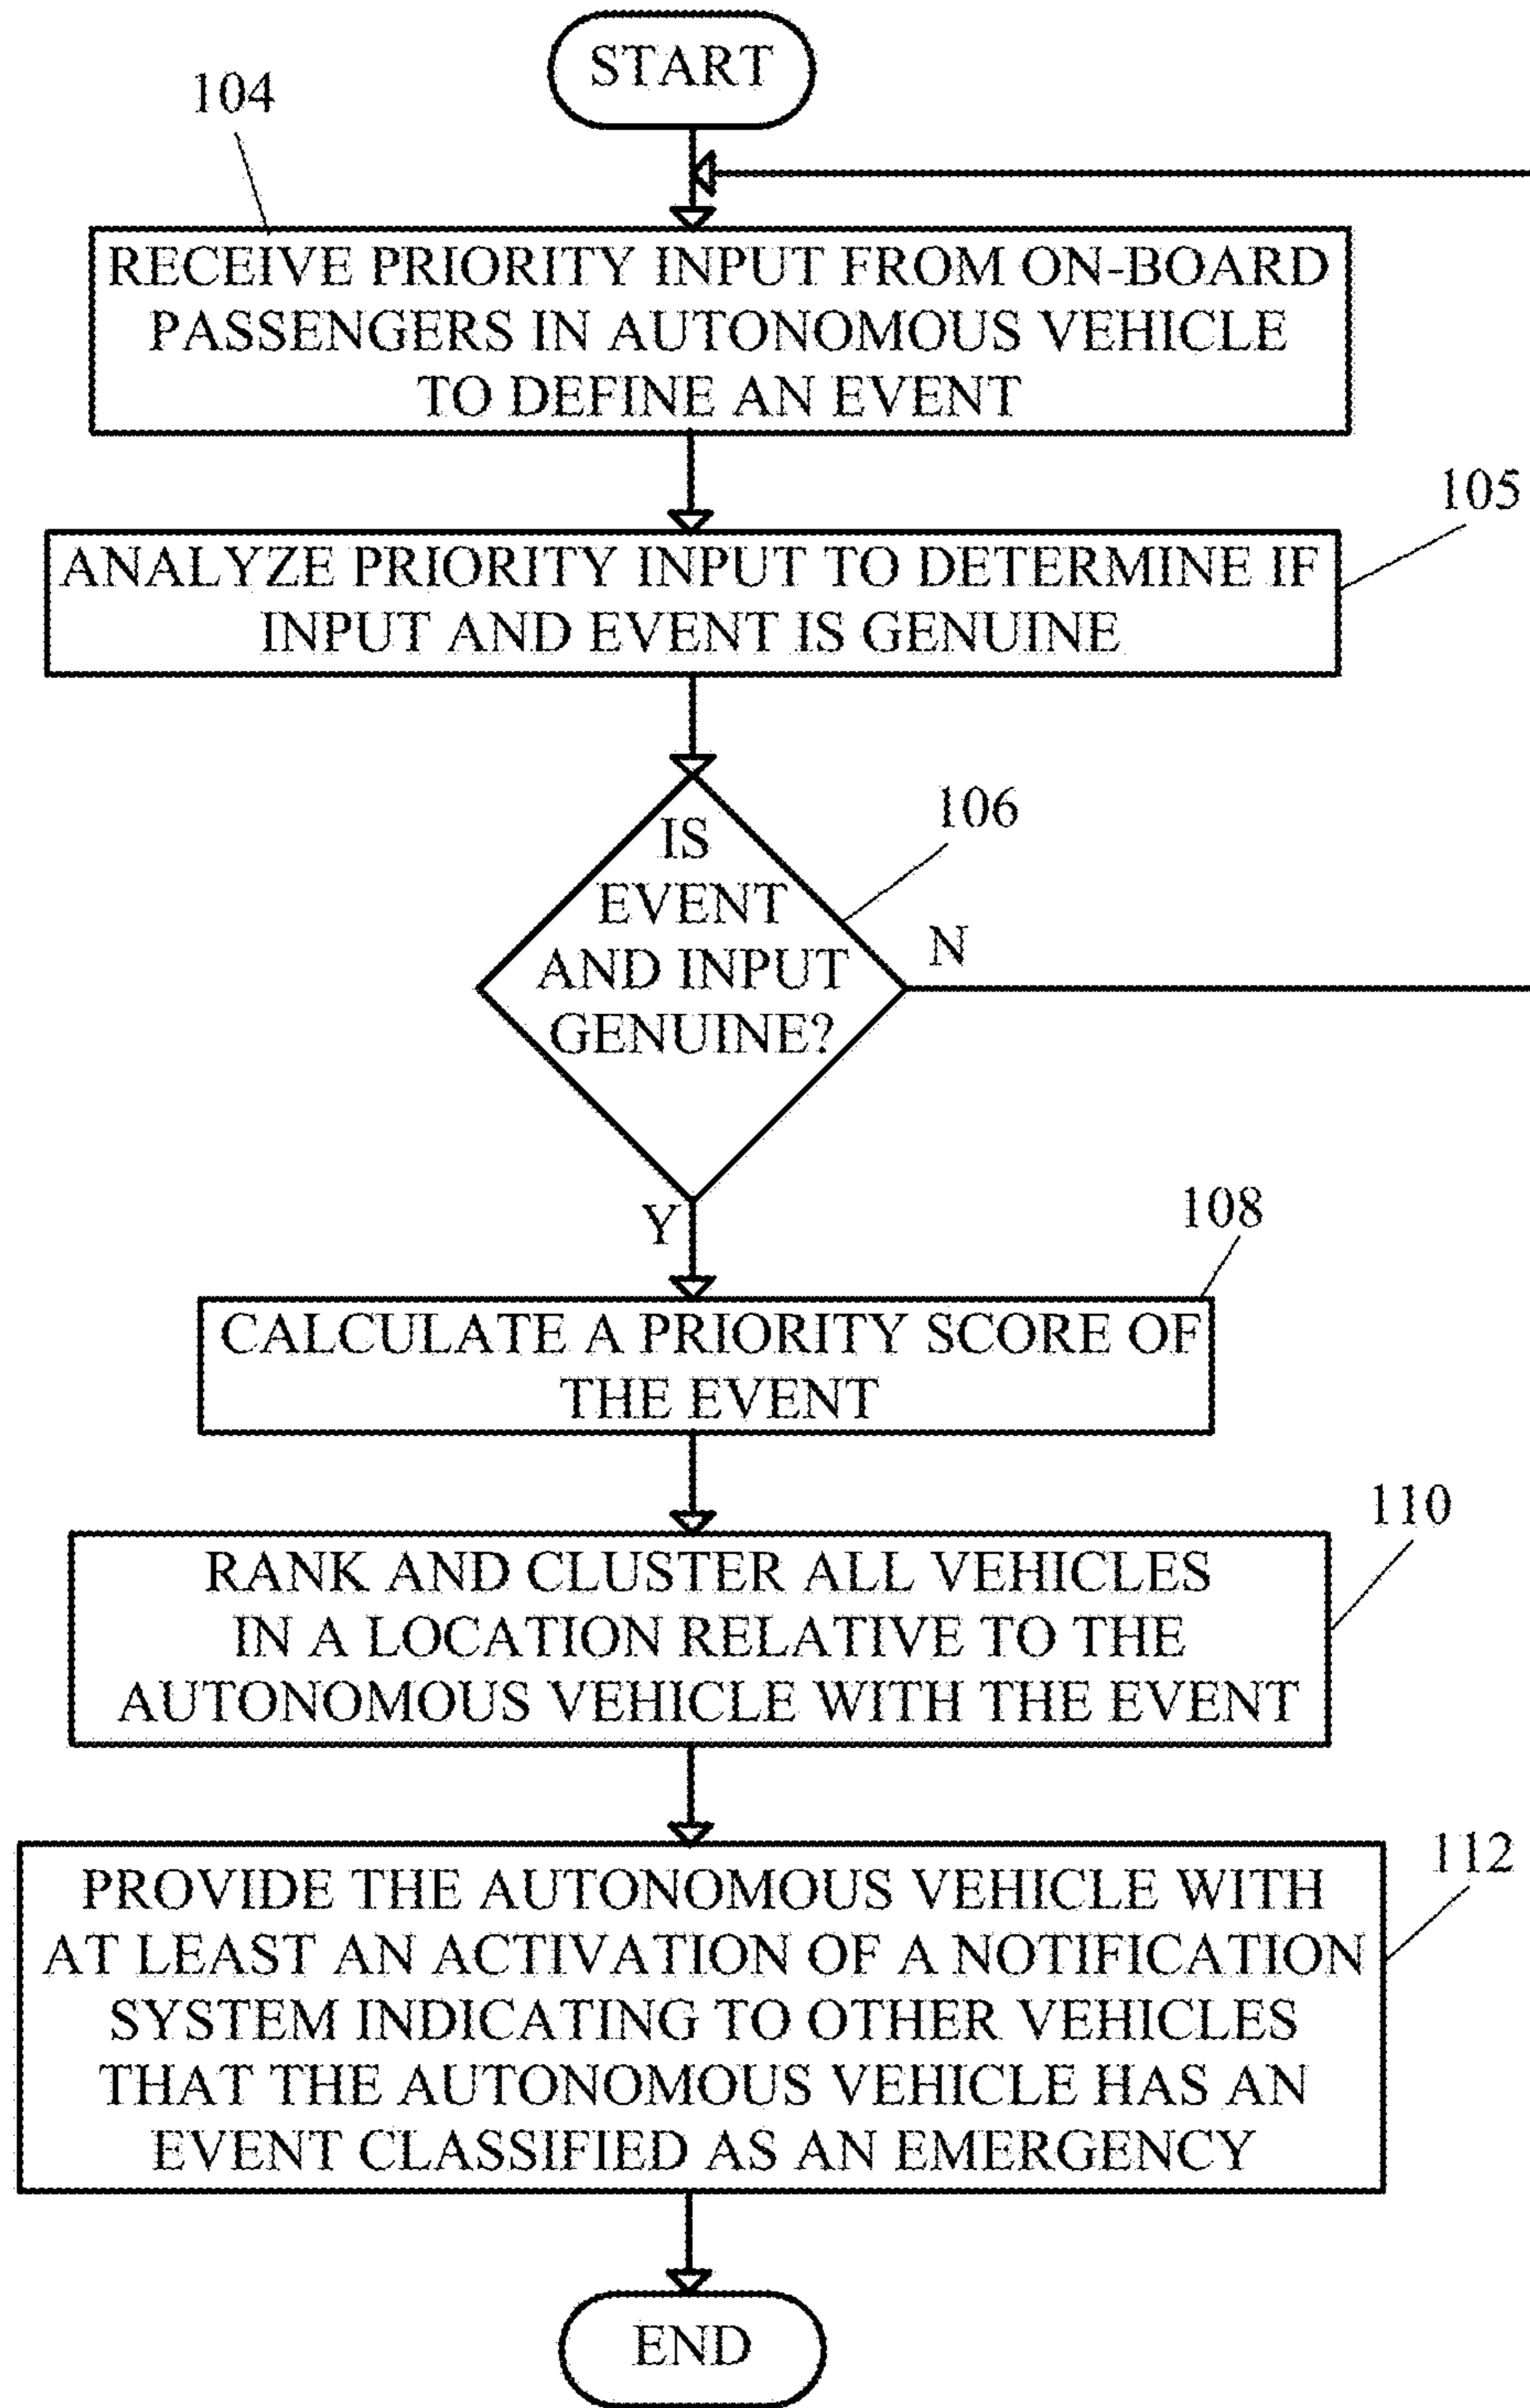 START
104
RECEIVE PRIORITY INPUT FROM ON-BOARD
PASSENGERS IN AUTONOMOUS VEHICLE
TO DEFINE AN EVENT
105
ANALYZE PRIORITY INPUT TO DETERMINE IF
INPUT AND EVENT IS GENUINE
106
IS
EVENT
AND INPUT
GENUINE?
N
Y
108
CALCULATE A PRIORITY SCORE OF
THE EVENT
110
RANK AND CLUSTER ALL VEHICLES
IN A LOCATION RELATIVE TO THE
AUTONOMOUS VEHICLE WITH THE EVENT
112
PROVIDE THE AUTONOMOUS VEHICLE WITH
AT LEAST AN ACTIVATION OF A NOTIFICATION
SYSTEM INDICATING TO OTHER VEHICLES
THAT THE AUTONOMOUS VEHICLE HAS AN
EVENT CLASSIFIED AS AN EMERGENCY
END